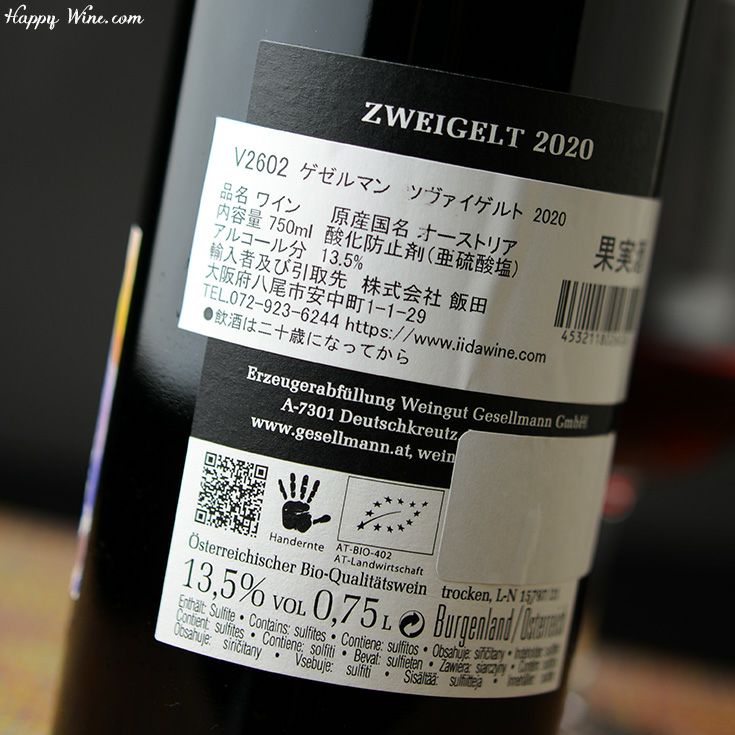 Happy Wine.com
ZWEIGELT 2020
V2602 ゲゼルマン ソヴァイゲルト 2020
品名 ワイン 原産国名 オーストリア
内容量 750ml 酸化防止剤(亜硫酸塩)
アルコール分 13.5%
果実酒
輸入者及び引取先 株式会社 飯田
大阪府八尾市安中町1-1-29
TEL.072-923-6244 https://www.iidawine.com
●飲酒は二十歳になってから
Erzeugerabfüllung Weingut Gesellmann GmbH
A-7301 Deutschkreutz
www.gesellmann.at,
Handernte
AT-BIO-402
AT-Landwirtschaft
Österreichischer Bio-Qualitätswein trocken, L-N
13,5% VOL 0,75 L Burgenland/Österreich
Enthält: Sulfite • Contains: sulfites • Contiene: sulfitos • Obsahuje: siřičitany •
Contient: sulfites • Contiene: solfiti • Bevat: sulfieten • Zawiera: siarczyny •
Obsahuje: siričitany • Vsebuje: sulfiti • Sisältää: sulfiitteja •